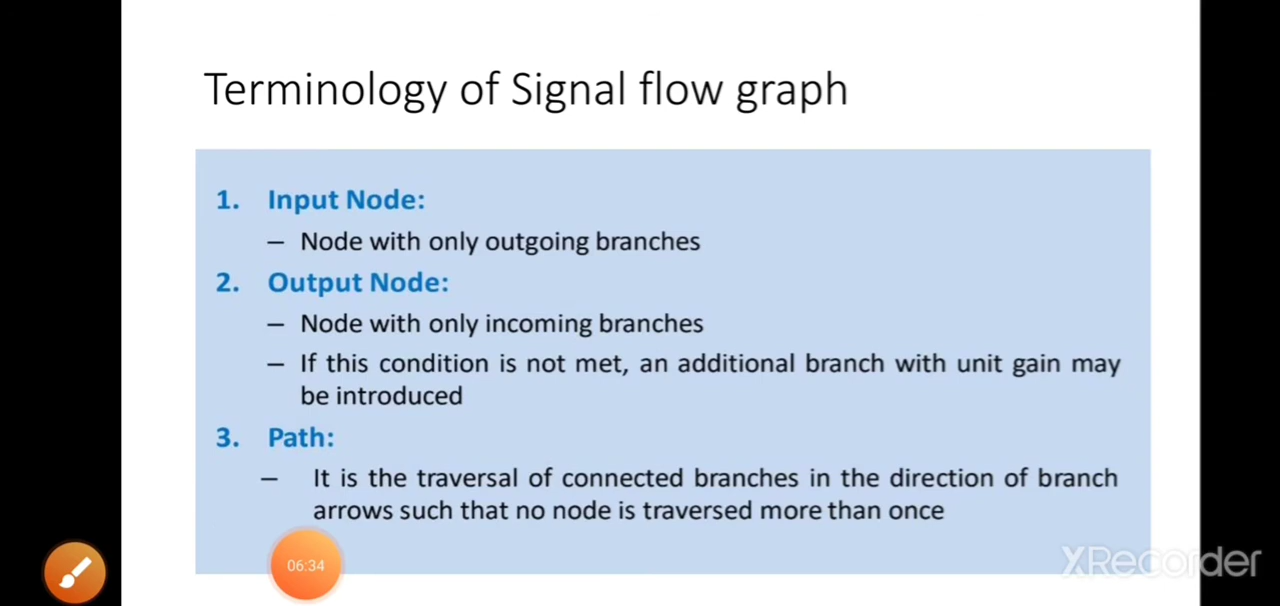 Terminology of Signal flow graph
1. Input Node:
– Node with only outgoing branches
2. Output Node:
– Node with only incoming branches
– If this condition is not met, an additional branch with unit gain may
be introduced
3. Path:
– It is the traversal of connected branches in the direction of branch
arrows such that no node is traversed more than once
06:34
XRecorder